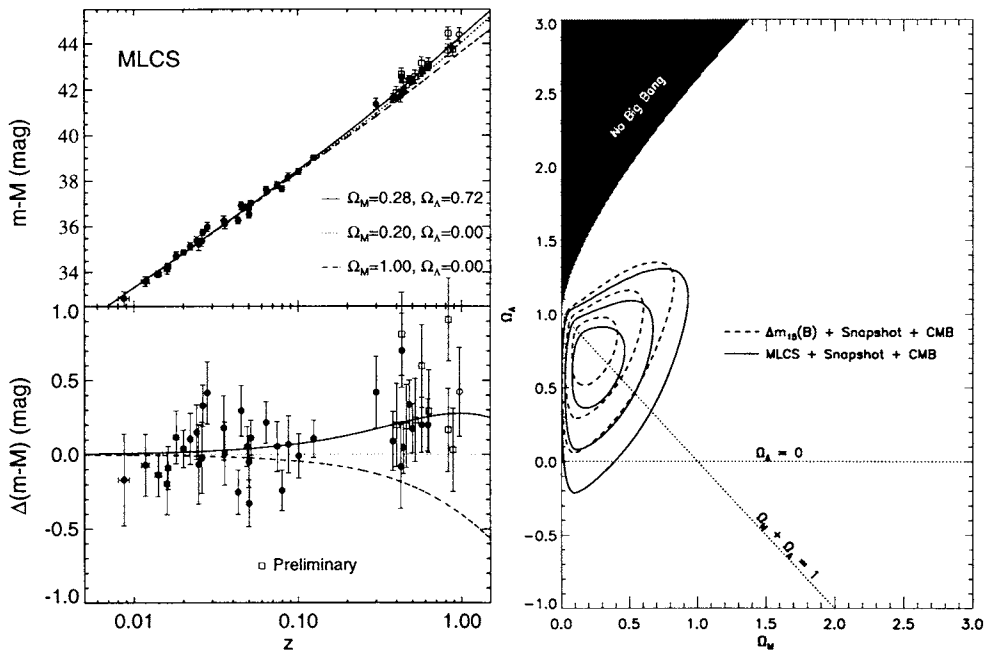 MLCS
m-M (mag)
44
42
40
38
36
34
Ω_M=0.28, Ω_Λ=0.72
Ω_M=0.20, Ω_Λ=0.00
Ω_M=1.00, Ω_Λ=0.00
Δ(m-M) (mag)
1.0
0.5
0.0
-0.5
-1.0
□ Preliminary
0.01
0.10
1.00
z
3.0
2.5
2.0
1.5
1.0
0.5
0.0
-0.5
-1.0
Ω_Λ
No Big Bang
Δm_15(B) + Snapshot + CMB
MLCS + Snapshot + CMB
Ω_Λ = 0
Ω_M + Ω_Λ = 1
0.0
0.5
1.0
1.5
2.0
2.5
3.0
Ω_M